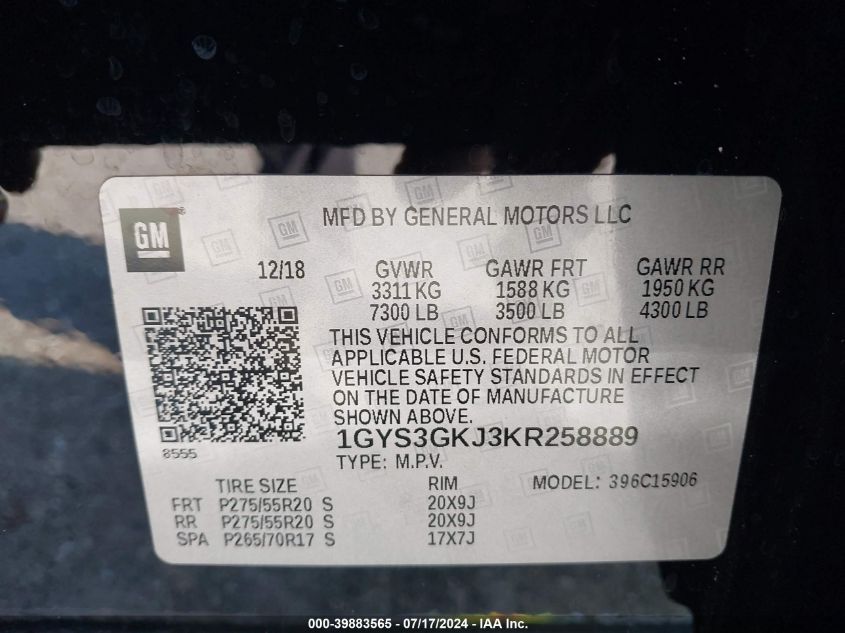 GM
MFD BY GENERAL MOTORS LLC
12/18 GVWR GAWR FRT GAWR RR
3311 KG 1588 KG 1950 KG
7300 LB 3500 LB 4300 LB
THIS VEHICLE CONFORMS TO ALL
APPLICABLE U.S. FEDERAL MOTOR
VEHICLE SAFETY STANDARDS IN EFFECT
ON THE DATE OF MANUFACTURE
SHOWN ABOVE.
1GYS3GKJ3KR258889
8555
TYPE: M.P.V.
TIRE SIZE RIM MODEL: 396C15906
FRT P275/55R20 S 20X9J
RR P275/55R20 S 20X9J
SPA P265/70R17 S 17X7J
000-39883565 - 07/17/2024 - IAA Inc.